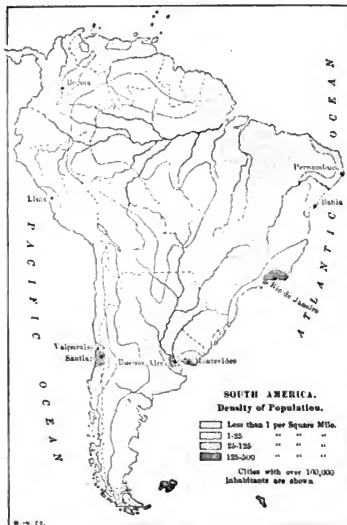 Bogota
OCEAN
Pernambuco
Bahia
Lima
ATLANTIC
Rio de Janeiro
PACIFIC
OCEAN
Valparaiso
Santia
Buenos Aires
Montevideo
SOUTH AMERICA.
Density of Population.
Less than 1 per Square Mile.
1-25 " " "
25-125 " " "
125-500 " " "
Cities with over 100,000
inhabitants are shown.